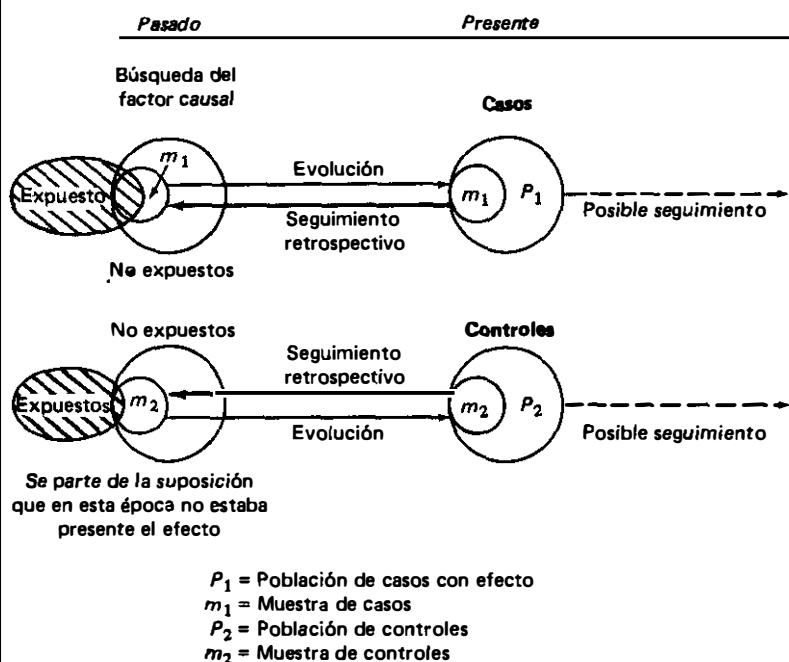 Pasado Presente
Búsqueda del
factor causal
Casos
m1
Expuesto
Evolución
m1 P1
Seguimiento
retrospectivo
Posible seguimiento
No expuestos
No expuestos
Controles
Seguimiento
retrospectivo
Expuestos m2
m2 P2
Evolución
Posible seguimiento
Se parte de la suposición
que en esta época no estaba
presente el efecto
P1 = Población de casos con efecto
m1 = Muestra de casos
P2 = Población de controles
m2 = Muestra de controles